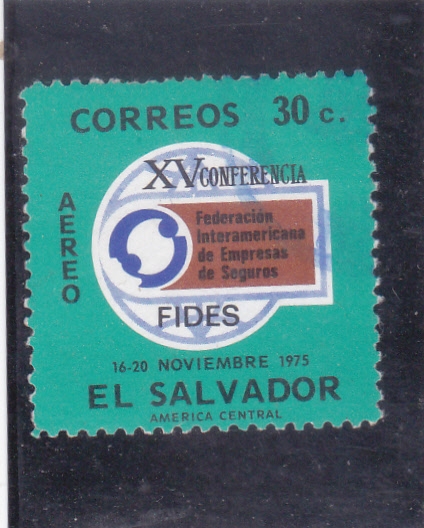 CORREOS 30 c.
AEREO
XV CONFERENCIA
Federación
Interamericana
de Empresas
de Seguros
FIDES
16-20 NOVIEMBRE 1975
EL SALVADOR
AMERICA CENTRAL